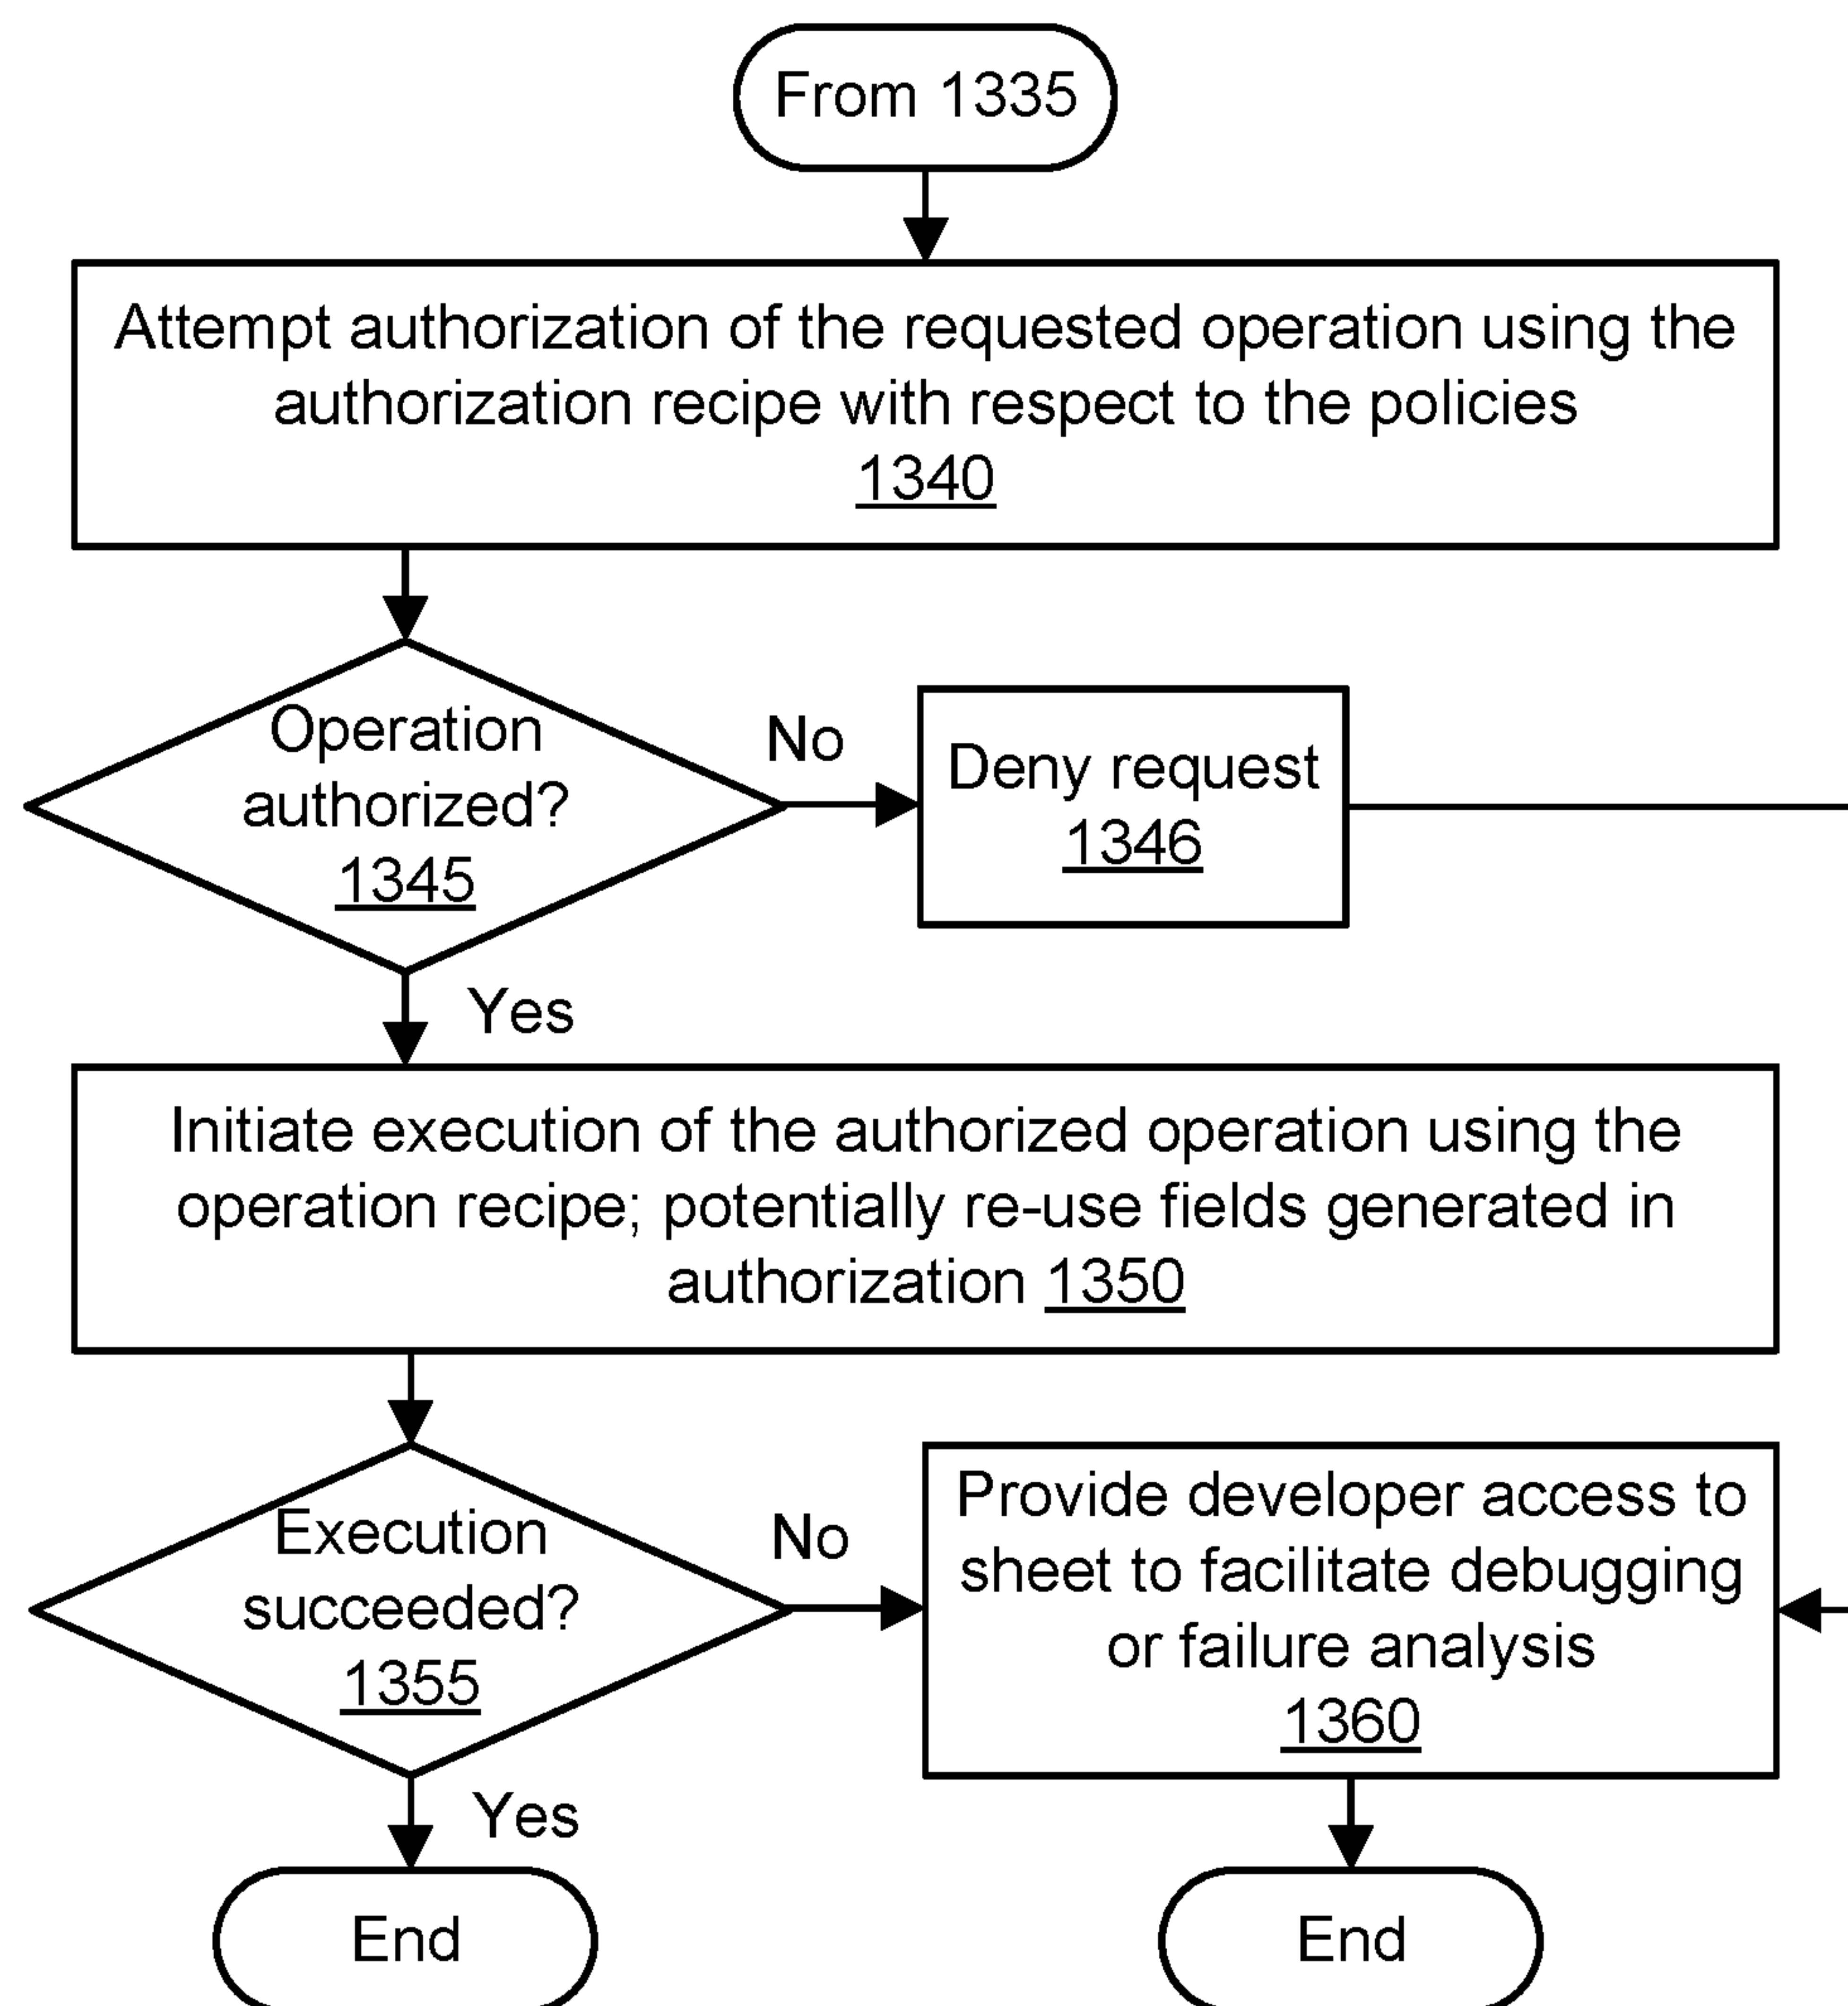 From 1335
Attempt authorization of the requested operation using the
authorization recipe with respect to the policies
1340
Operation
authorized?
1345
No
Deny request
1346
Yes
Initiate execution of the authorized operation using the
operation recipe; potentially re-use fields generated in
authorization 1350
Execution
succeeded?
1355
No
Provide developer access to
sheet to facilitate debugging
or failure analysis
1360
Yes
End
End